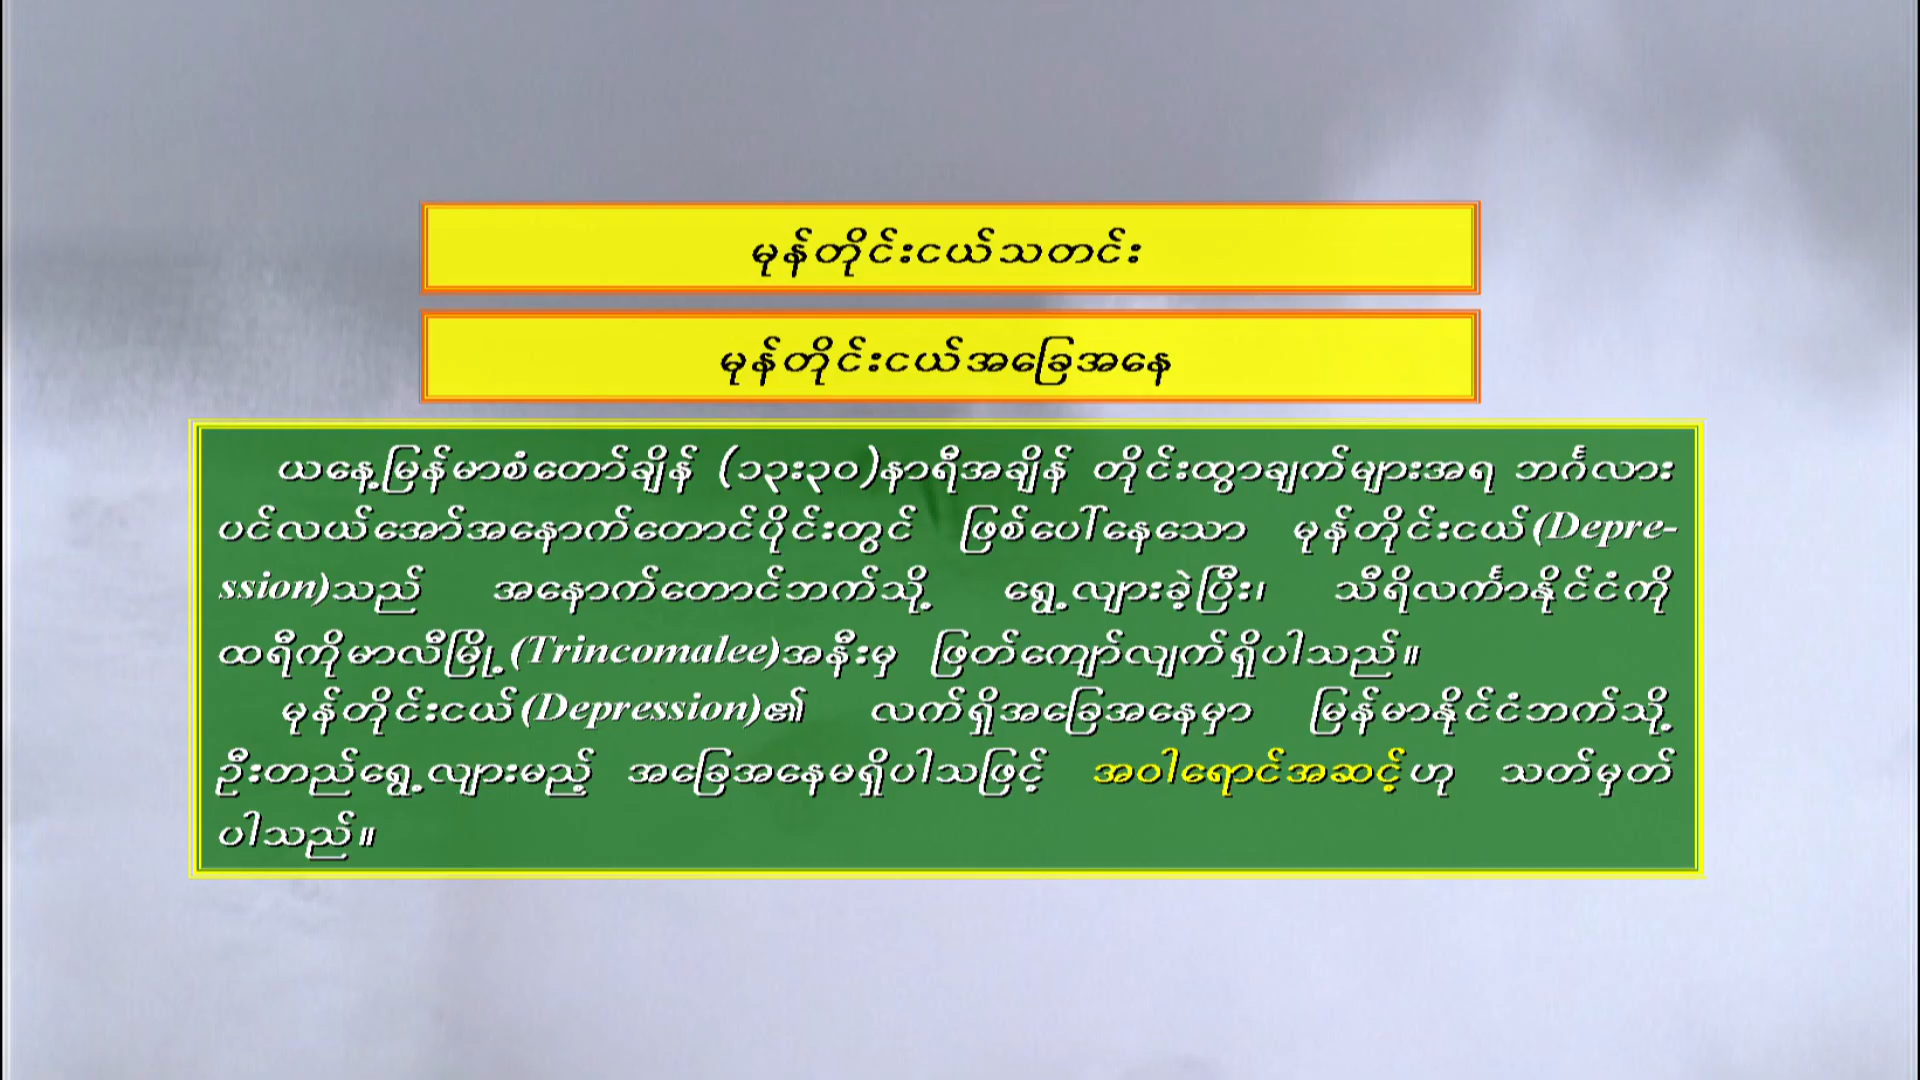 မုန်တိုင်းငယ်သတင်း
မုန်တိုင်းငယ်အခြေအနေ
ယနေ့မြန်မာစံတော်ချိန် (၁၃း၃၀)နာရီအချိန် တိုင်းထွာချက်များအရ ဘင်္ဂလား
ပင်လယ်အော်အနောက်တောင်ပိုင်းတွင် ဖြစ်ပေါ်နေသော မုန်တိုင်းငယ်(Depre-
ssion)သည် အနောက်တောင်ဘက်သို့ ရွေ့လျားခဲ့ပြီး၊ သီရိလင်္ကာနိုင်ငံကို
ထရီကိုမာလီမြို့(Trincomalee)အနီးမှ ဖြတ်ကျော်လျက်ရှိပါသည်။
မုန်တိုင်းငယ်(Depression)၏ လက်ရှိအခြေအနေမှာ မြန်မာနိုင်ငံဘက်သို့
ဦးတည်ရွေ့လျားမည့် အခြေအနေမရှိပါသဖြင့် အဝါရောင်အဆင့်ဟု သတ်မှတ်
ပါသည်။